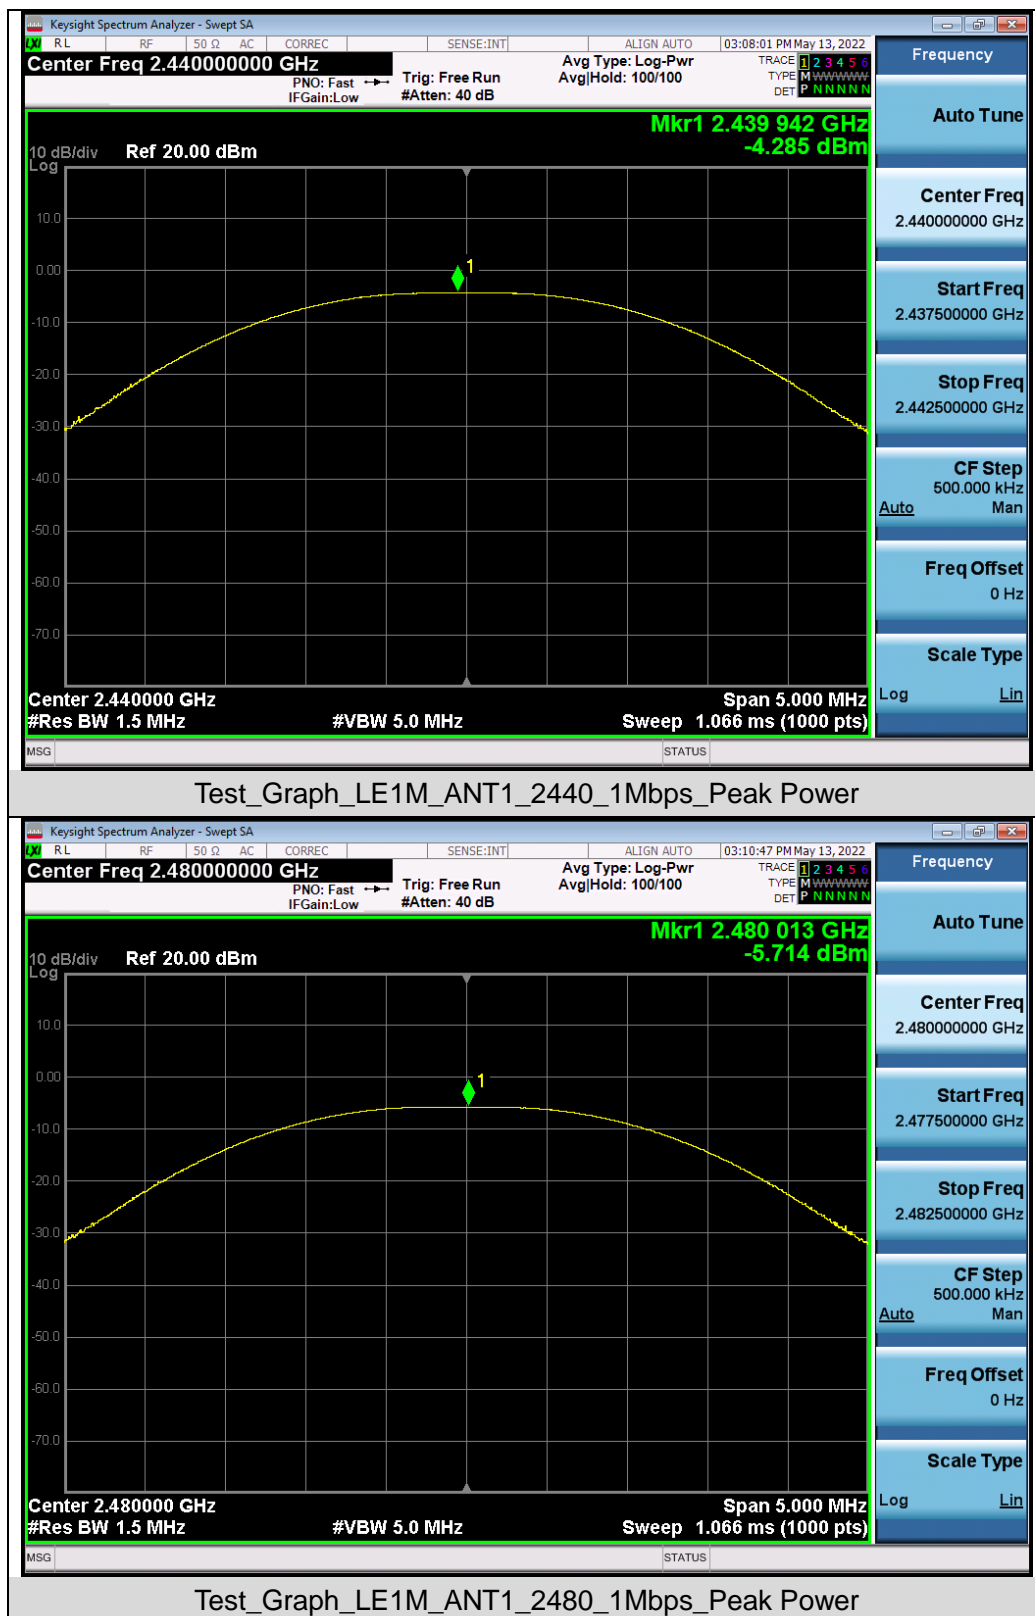 Keysight Spectrum Analyzer - Swept SA
LXI RL RF 50 Ω AC CORREC SENSE:INT ALIGN AUTO 03:08:01 PM May 13, 2022
Center Freq 2.440000000 GHz
PNO: Fast
IFGain:Low
Trig: Free Run
#Atten: 40 dB
Avg Type: Log-Pwr
Avg|Hold: 100/100
TRACE 1 2 3 4 5 6
TYPE M WWWWW
DET P N N N N N
Mkr1 2.439 942 GHz
-4.285 dBm
10 dB/div Ref 20.00 dBm
Log
10.0
0.00
-10.0
-20.0
-30.0
-40.0
-50.0
-60.0
-70.0
1
Center 2.440000 GHz Span 5.000 MHz
#Res BW 1.5 MHz #VBW 5.0 MHz Sweep 1.066 ms (1000 pts)
MSG STATUS
Frequency
Auto Tune
Center Freq
2.440000000 GHz
Start Freq
2.437500000 GHz
Stop Freq
2.442500000 GHz
CF Step
500.000 kHz
Auto Man
Freq Offset
0 Hz
Scale Type
Log Lin
Test_Graph_LE1M_ANT1_2440_1Mbps_Peak Power
Keysight Spectrum Analyzer - Swept SA
LXI RL RF 50 Ω AC CORREC SENSE:INT ALIGN AUTO 03:10:47 PM May 13, 2022
Center Freq 2.480000000 GHz
PNO: Fast
IFGain:Low
Trig: Free Run
#Atten: 40 dB
Avg Type: Log-Pwr
Avg|Hold: 100/100
TRACE 1 2 3 4 5 6
TYPE M WWWWW
DET P N N N N N
Mkr1 2.480 013 GHz
-5.714 dBm
10 dB/div Ref 20.00 dBm
Log
10.0
0.00
-10.0
-20.0
-30.0
-40.0
-50.0
-60.0
-70.0
1
Center 2.480000 GHz Span 5.000 MHz
#Res BW 1.5 MHz #VBW 5.0 MHz Sweep 1.066 ms (1000 pts)
MSG STATUS
Frequency
Auto Tune
Center Freq
2.480000000 GHz
Start Freq
2.477500000 GHz
Stop Freq
2.482500000 GHz
CF Step
500.000 kHz
Auto Man
Freq Offset
0 Hz
Scale Type
Log Lin
Test_Graph_LE1M_ANT1_2480_1Mbps_Peak Power